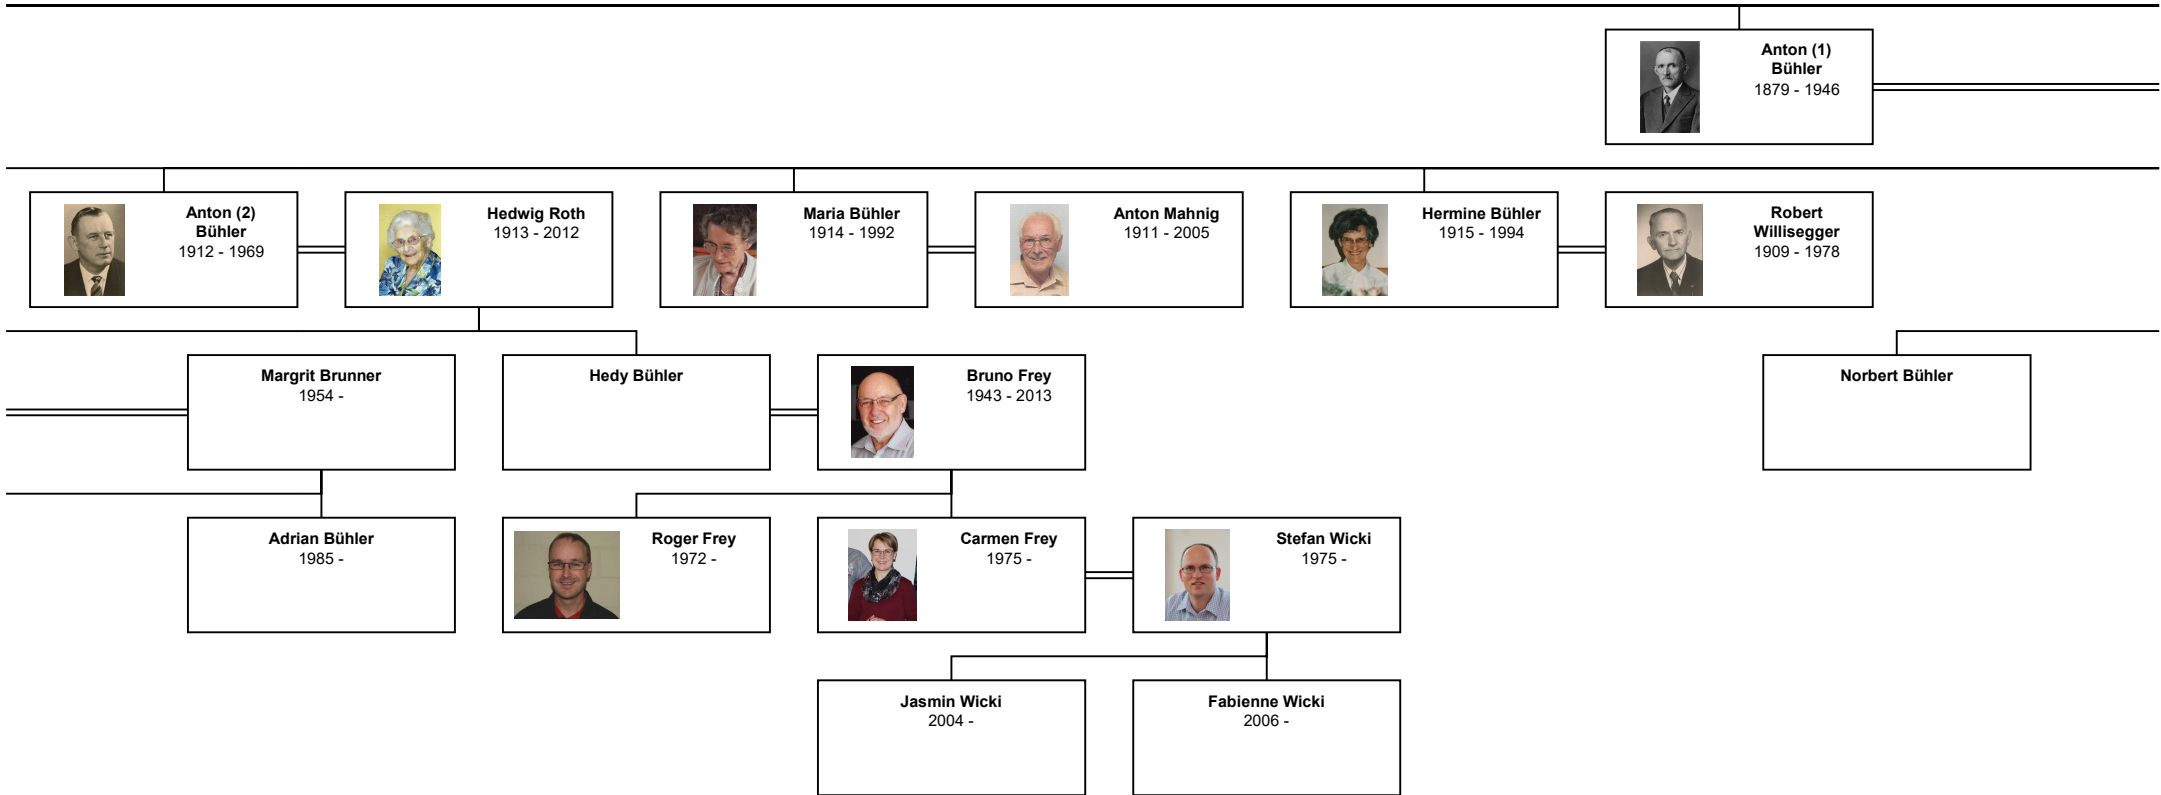 Anton (1)
Bühler
1879 - 1946
Anton (2)
Bühler
1912 - 1969
Hedwig Roth
1913 - 2012
Maria Bühler
1914 - 1992
Anton Mahnig
1911 - 2005
Hermine Bühler
1915 - 1994
Robert
Willisegger
1909 - 1978
Margrit Brunner
1954 -
Hedy Bühler
Bruno Frey
1943 - 2013
Norbert Bühler
Adrian Bühler
1985 -
Roger Frey
1972 -
Carmen Frey
1975 -
Stefan Wicki
1975 -
Jasmin Wicki
2004 -
Fabienne Wicki
2006 -